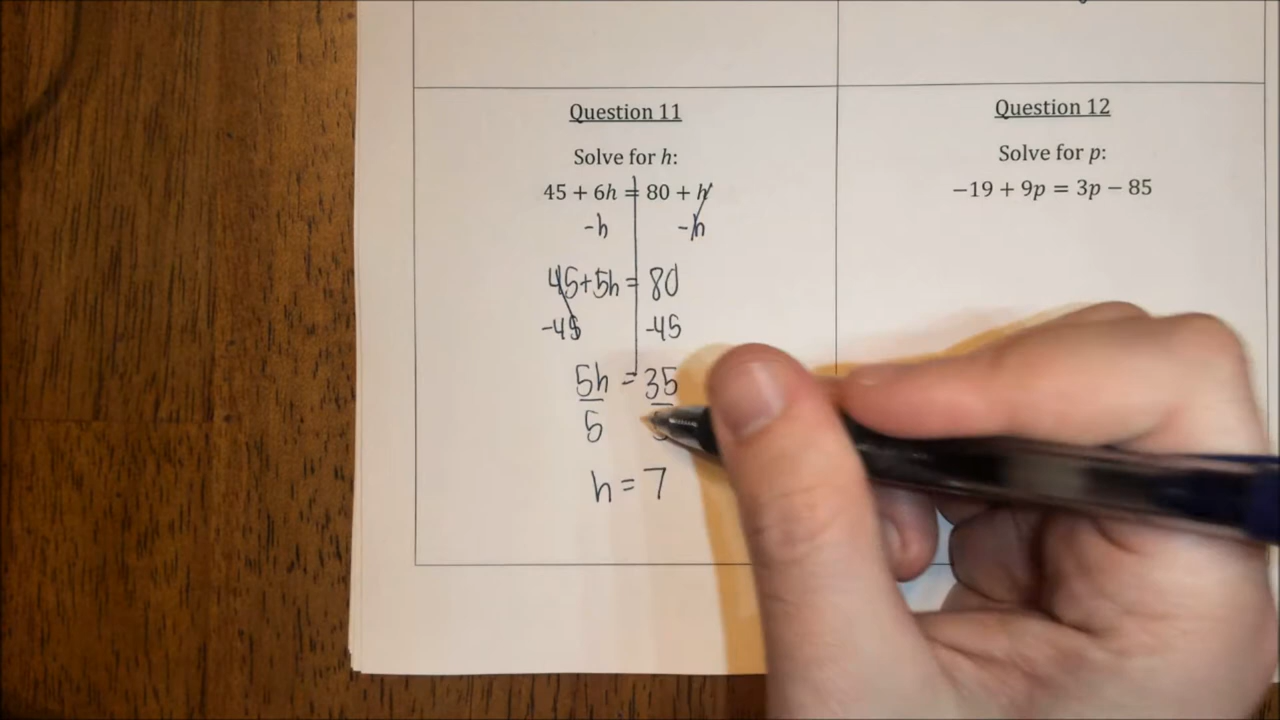 Question 11
Solve for h:
45 + 6h = 80 + h
-h -h
45+5h = 80
-45 -45
5h = 35
5
h = 7
Question 12
Solve for p:
−19 + 9p = 3p − 85